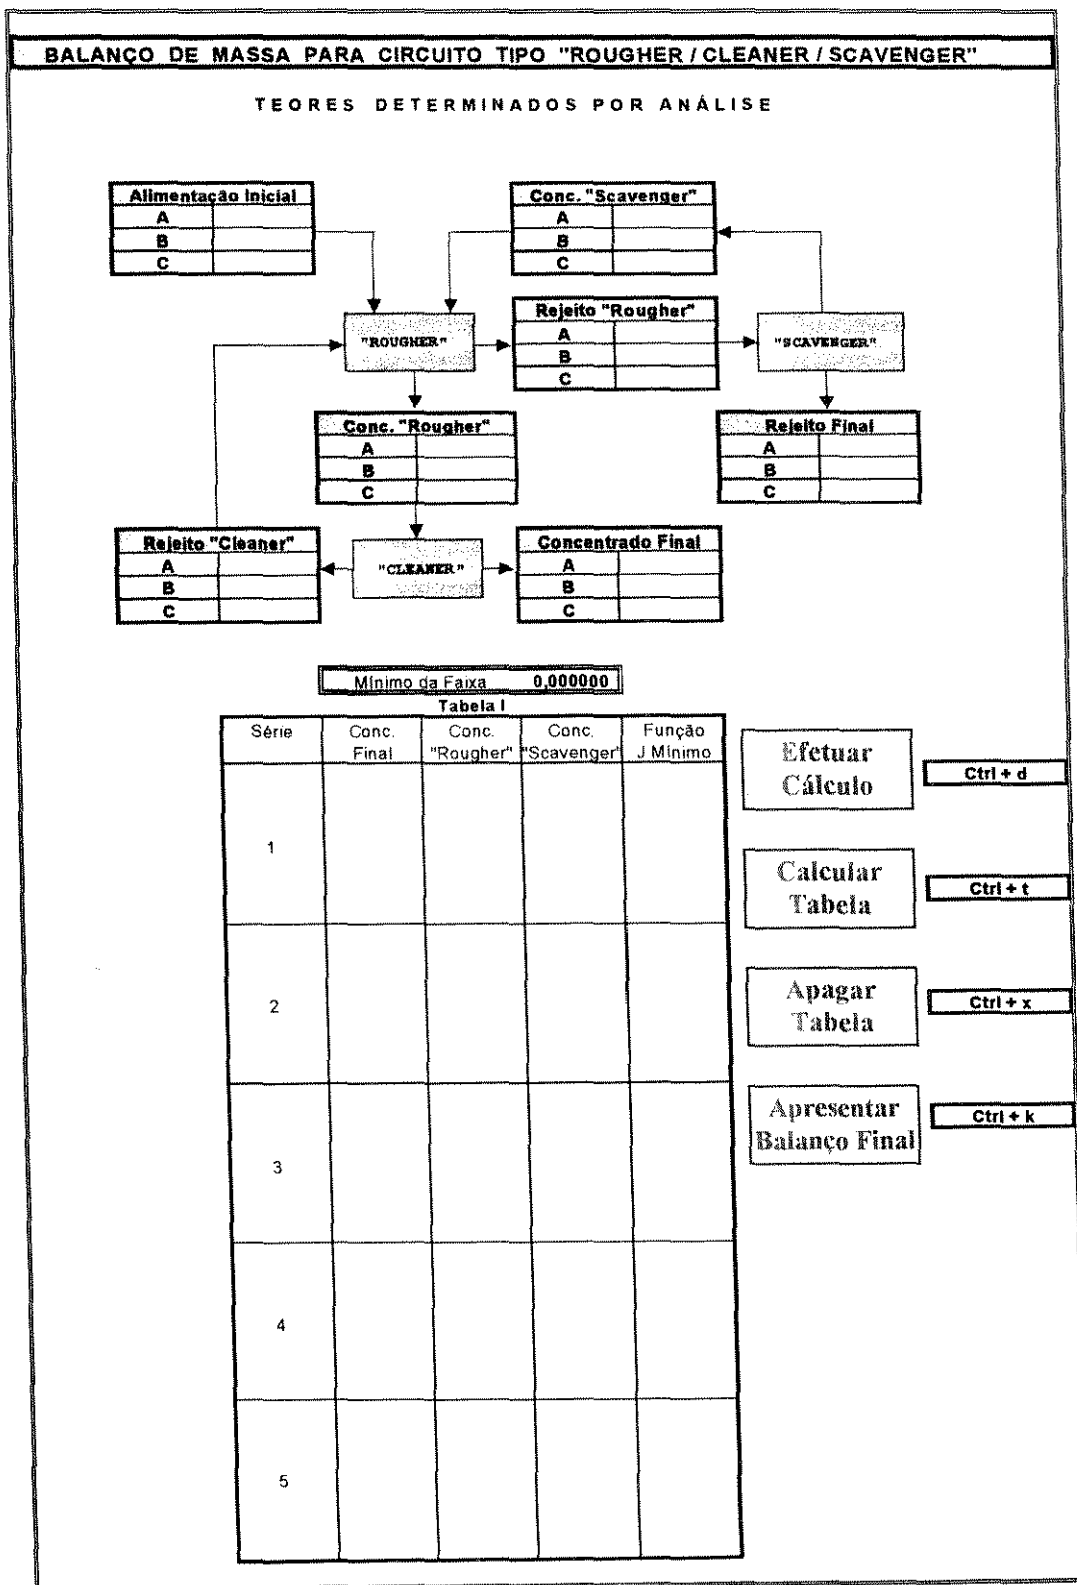 BALANÇO DE MASSA PARA CIRCUITO TIPO "ROUGHER / CLEANER / SCAVENGER"
TEORES DETERMINADOS POR ANÁLISE
Alimentação Inicial
A
B
C
Conc. "Scavenger"
A
B
C
"ROUGHER"
Rejeito "Rougher"
A
B
C
"SCAVENGER"
Conc. "Rougher"
A
B
C
Rejeito Final
A
B
C
Rejeito "Cleaner"
A
B
C
"CLEANER"
Concentrado Final
A
B
C
Mínimo da Faixa 0,000000
Tabela I
Série Conc. Conc. Conc. Função
Final "Rougher" "Scavenger" J Mínimo
1
2
3
4
5
Efetuar
Cálculo
Ctrl + d
Calcular
Tabela
Ctrl + t
Apagar
Tabela
Ctrl + x
Apresentar
Balanço Final
Ctrl + k